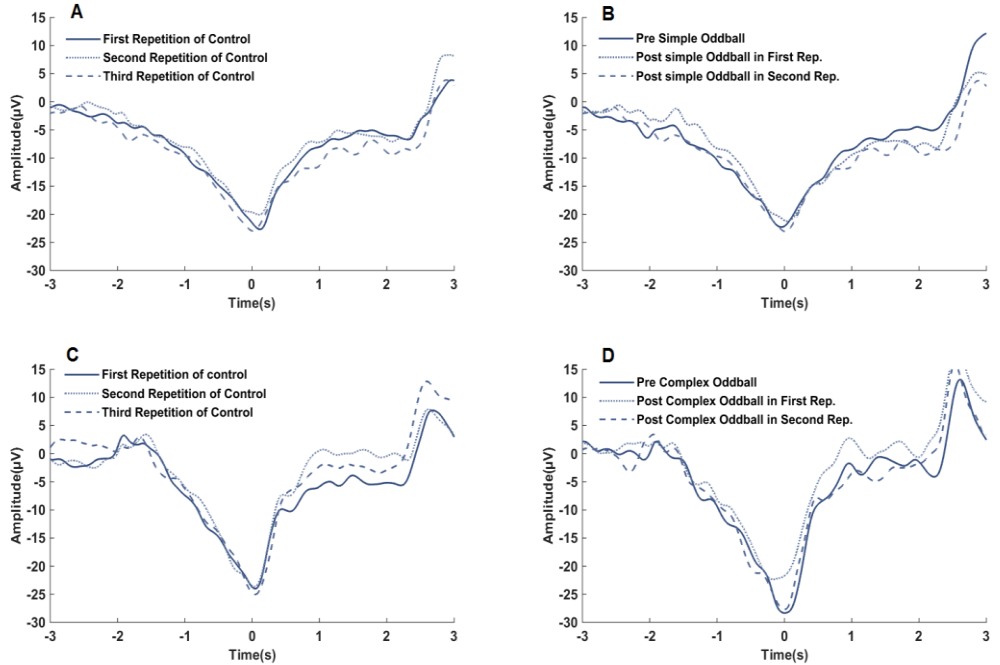 A
15
10
5
0
-5
-10
-15
-20
-25
-30
Amplitude(µV)
First Repetition of Control
Second Repetition of Control
Third Repetition of Control
-3 -2 -1 0 1 2 3
Time(s)
B
15
10
5
0
-5
-10
-15
-20
-25
-30
Amplitude(µV)
Pre Simple Oddball
Post simple Oddball in First Rep.
Post simple Oddball in Second Rep.
-3 -2 -1 0 1 2 3
Time(s)
C
15
10
5
0
-5
-10
-15
-20
-25
-30
Amplitude(µV)
First Repetition of control
Second Repetition of Control
Third Repetition of Control
-3 -2 -1 0 1 2 3
Time(s)
D
15
10
5
0
-5
-10
-15
-20
-25
-30
Amplitude(µV)
Pre Complex Oddball
Post Complex Oddball in First Rep.
Post Complex Oddball in Second Rep.
-3 -2 -1 0 1 2 3
Time(s)